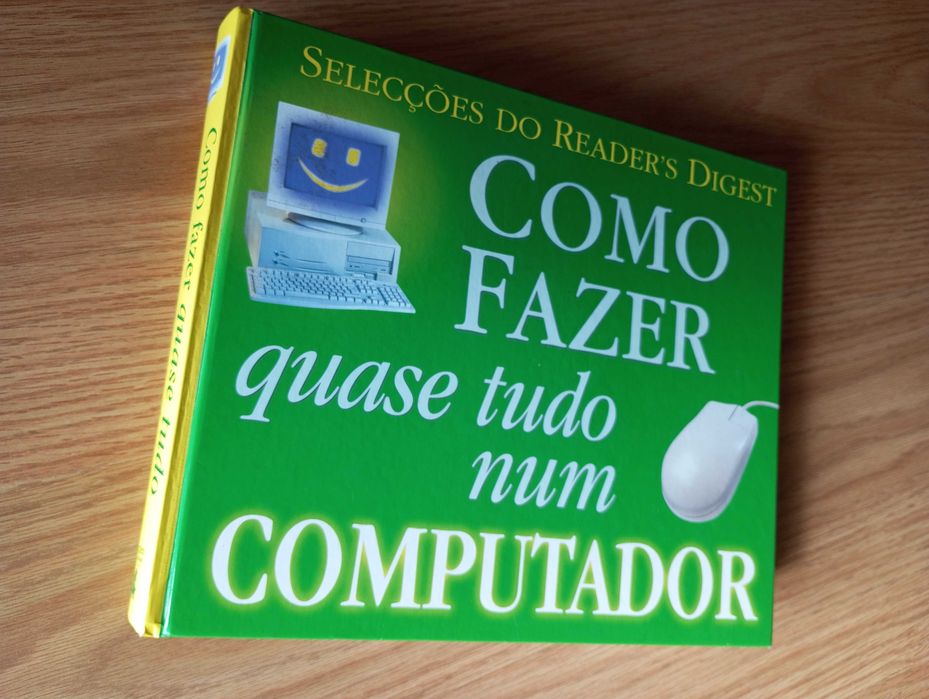 SELECÇÕES DO READER'S DIGEST
COMO
FAZER
quase tudo
num
COMPUTADOR
Como fazer quase tudo